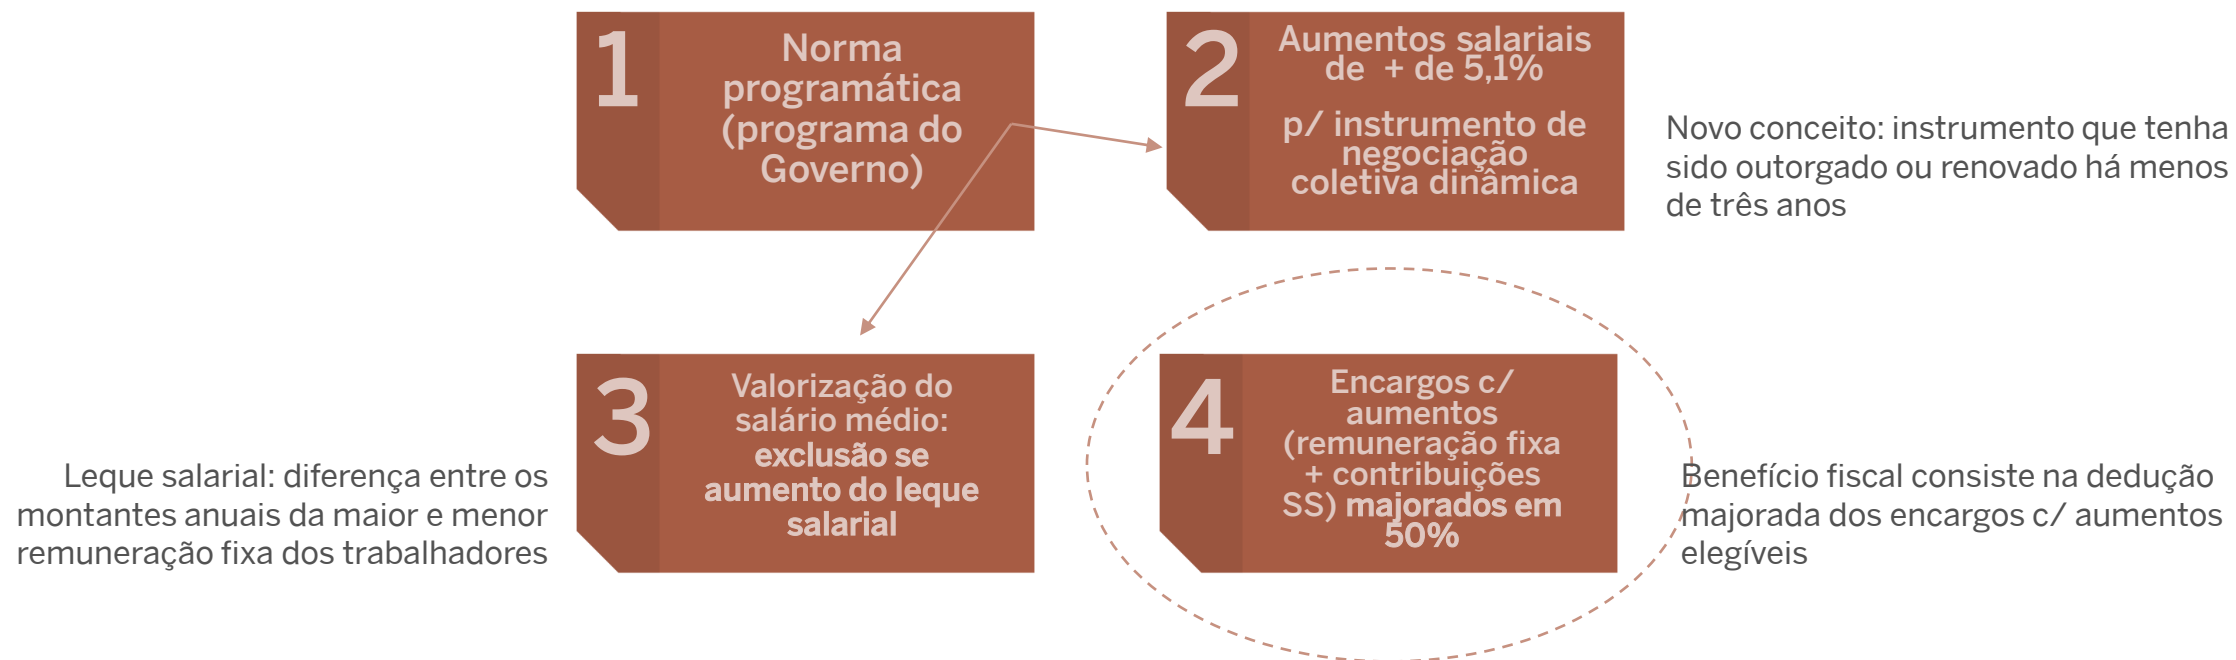 1
Norma
programática
(programa do
Governo)
2
Aumentos salariais
de + de 5,1%
p/ instrumento de
negociação
coletiva dinâmica
Novo conceito: instrumento que tenha
sido outorgado ou renovado há menos
de três anos
Leque salarial: diferença entre os
montantes anuais da maior e menor
remuneração fixa dos trabalhadores
3
Valorização do
salário médio:
exclusão se
aumento do leque
salarial
4
Encargos c/
aumentos
(remuneração fixa
+ contribuições
SS) majorados em
50%
Benefício fiscal consiste na dedução
majorada dos encargos c/ aumentos
elegíveis